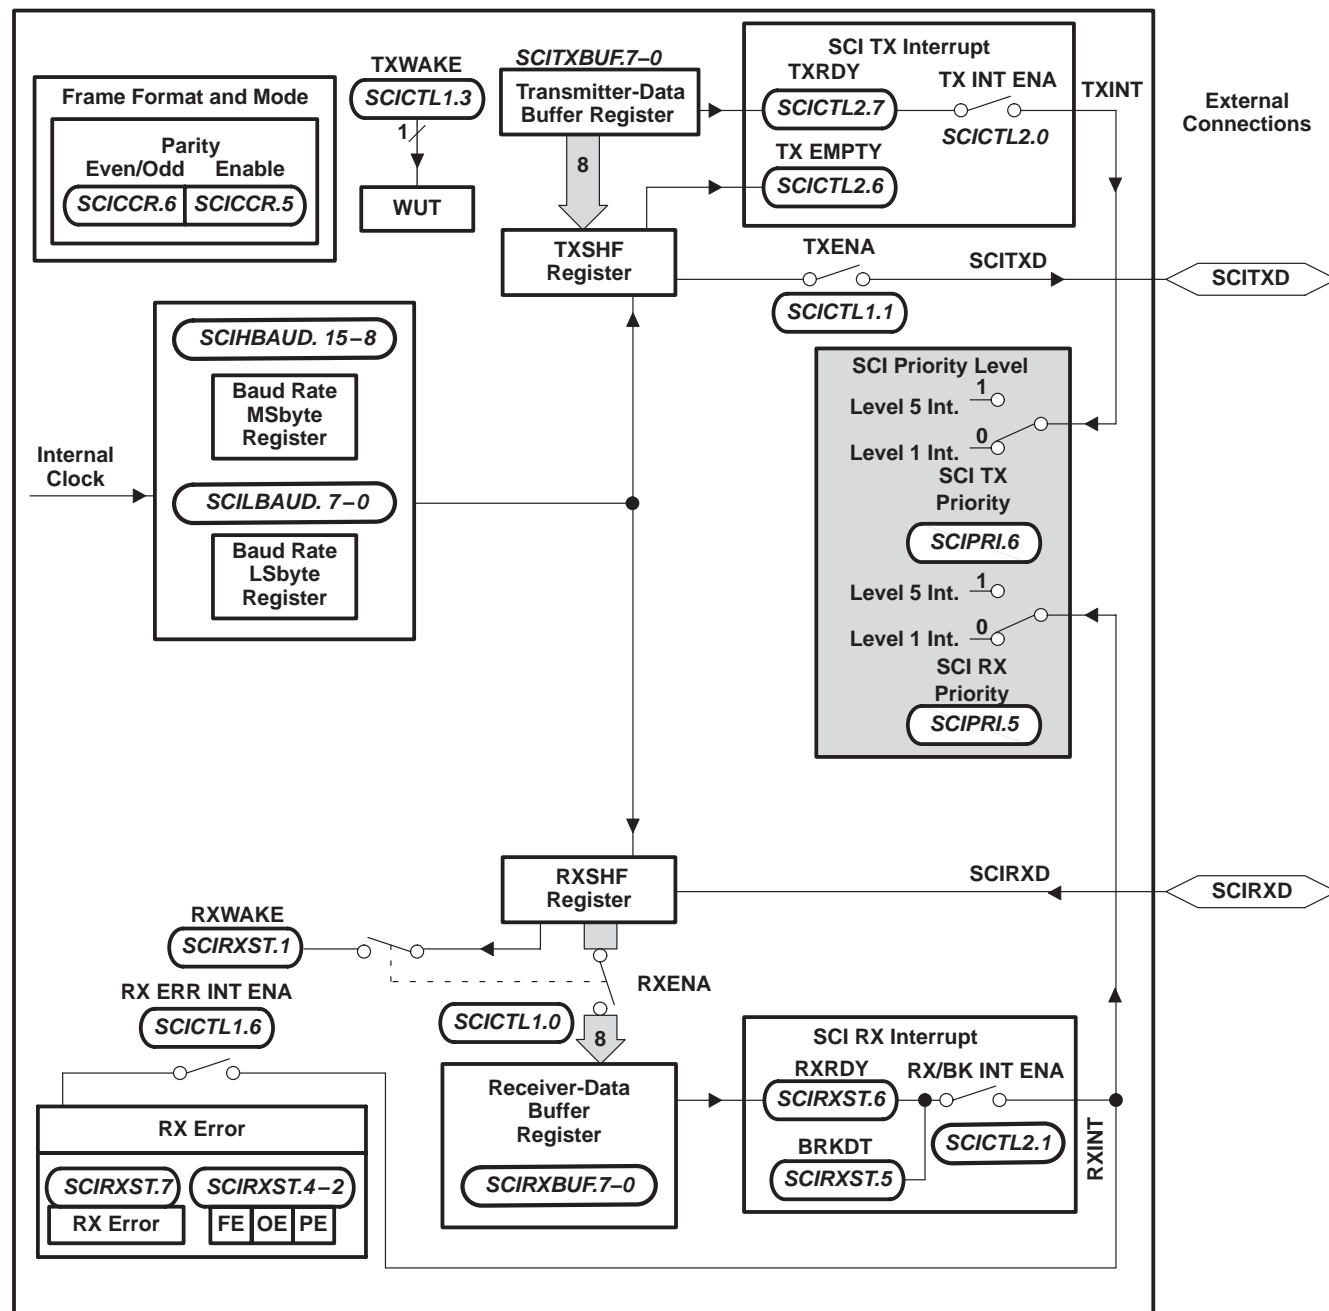 Frame Format and Mode
Parity
Even/Odd Enable
SCICCR.6 SCICCR.5
TXWAKE
SCICTL1.3
1
WUT
SCITXBUF.7–0
Transmitter-Data
Buffer Register
8
TXSHF
Register
SCI TX Interrupt
TXRDY
SCICTL2.7
TX INT ENA
SCICTL2.0
TX EMPTY
SCICTL2.6
TXINT
External
Connections
TXENA
SCICTL1.1
SCITXD
SCITXD
SCIHBAUD. 15–8
Baud Rate
MSbyte
Register
Internal
Clock
SCILBAUD. 7–0
Baud Rate
LSbyte
Register
SCI Priority Level
1
Level 5 Int.
0
Level 1 Int.
SCI TX
Priority
SCIPRI.6
1
Level 5 Int.
0
Level 1 Int.
SCI RX
Priority
SCIPRI.5
RXSHF
Register
SCIRXD
SCIRXD
RXWAKE
SCIRXST.1
RXENA
SCICTL1.0
8
RX ERR INT ENA
SCICTL1.6
RX Error
SCIRXST.7 SCIRXST.4–2
RX Error FE OE PE
Receiver-Data
Buffer
Register
SCIRXBUF.7–0
SCI RX Interrupt
RXRDY
SCIRXST.6
RX/BK INT ENA
SCICTL2.1
BRKDT
SCIRXST.5
RXINT